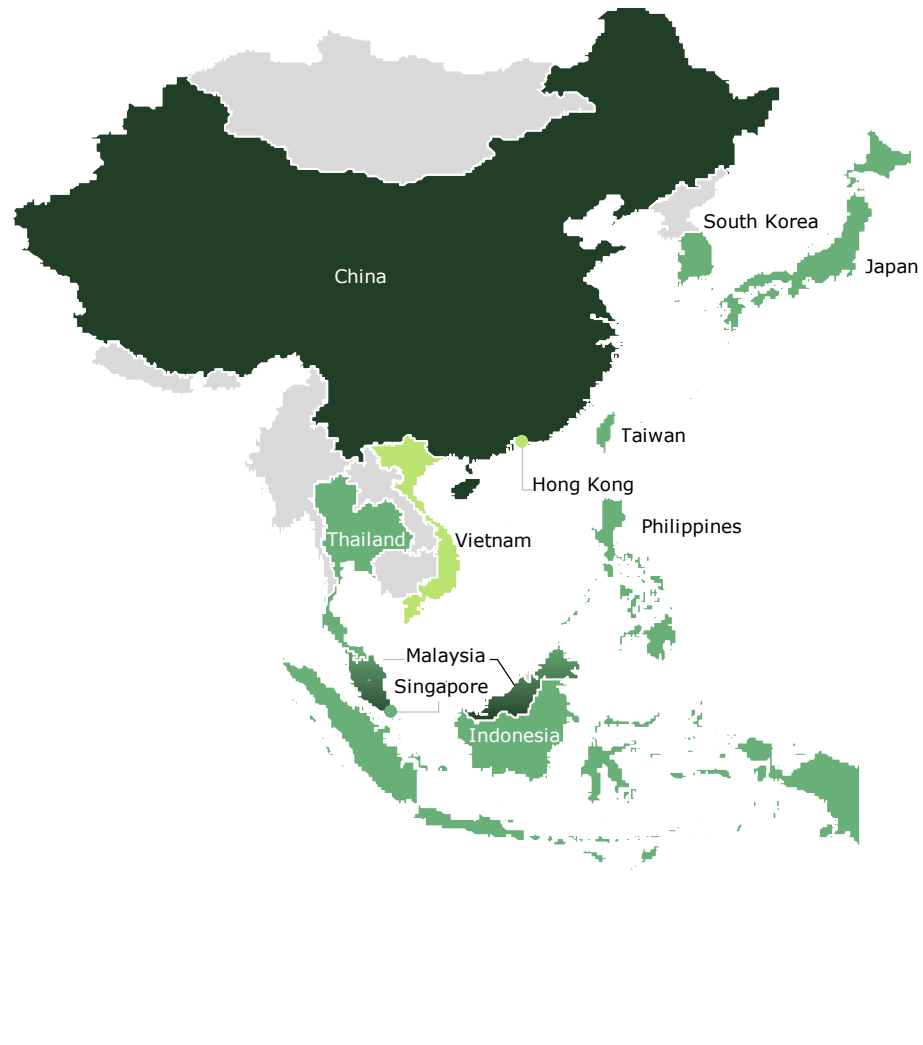 South Korea
Japan
China
Taiwan
Hong Kong
Philippines
Thailand
Vietnam
Malaysia
Singapore
Indonesia